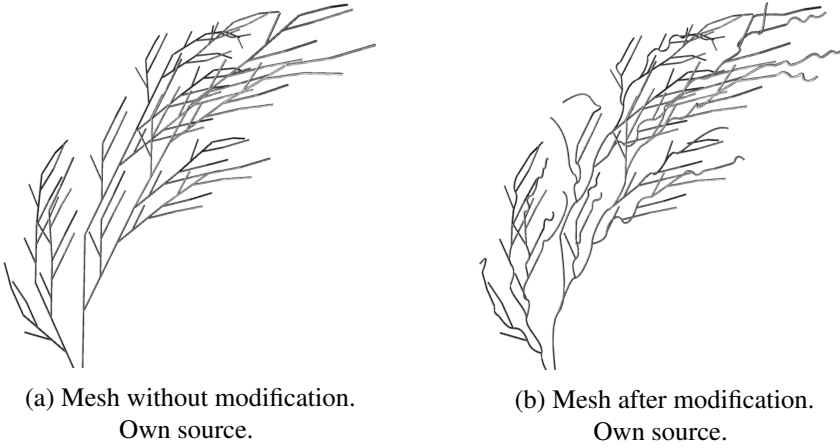 (a) Mesh without modification.
Own source.
(b) Mesh after modification.
Own source.